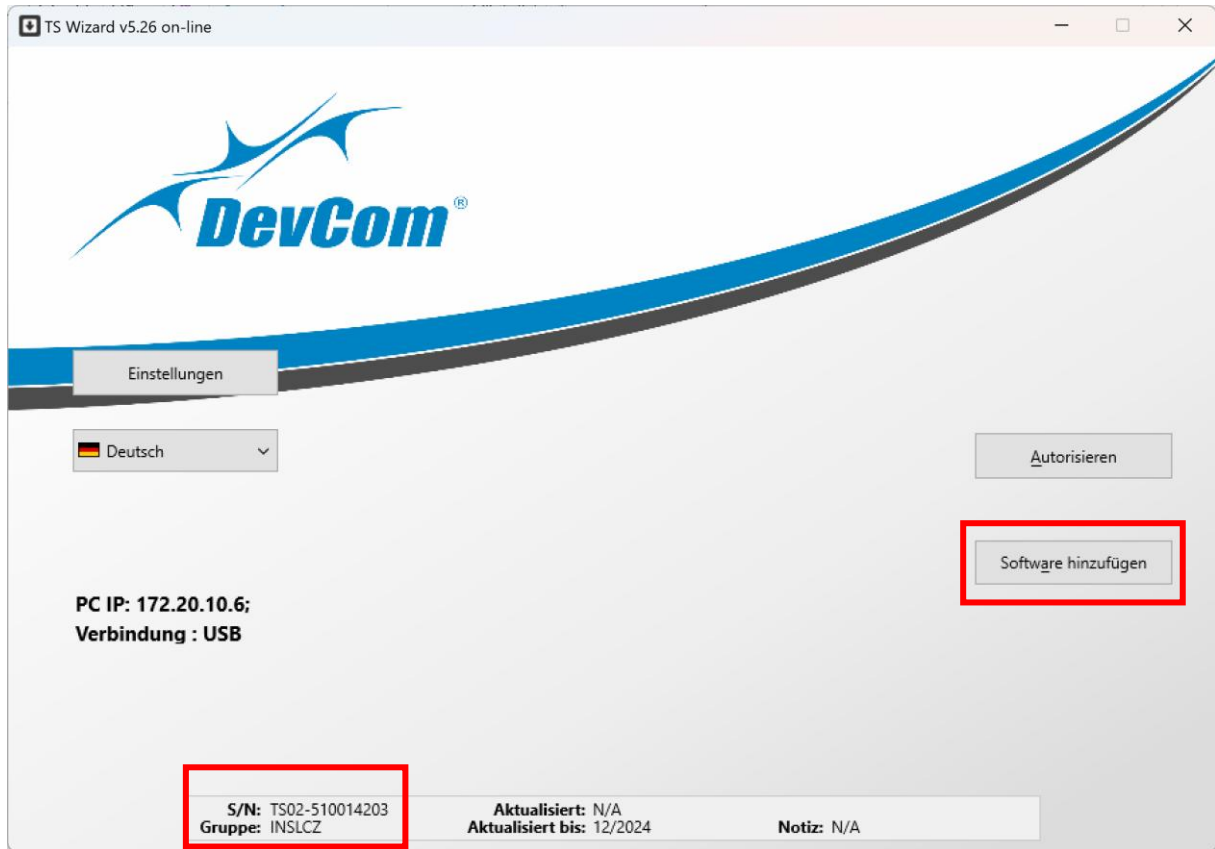 TS Wizard v5.26 on-line
DevCom®
Einstellungen
Deutsch
Autorisieren
Software hinzufügen
PC IP: 172.20.10.6;
Verbindung : USB
S/N: TS02-510014203 Aktualisiert: N/A
Gruppe: INSLCZ Aktualisiert bis: 12/2024 Notiz: N/A